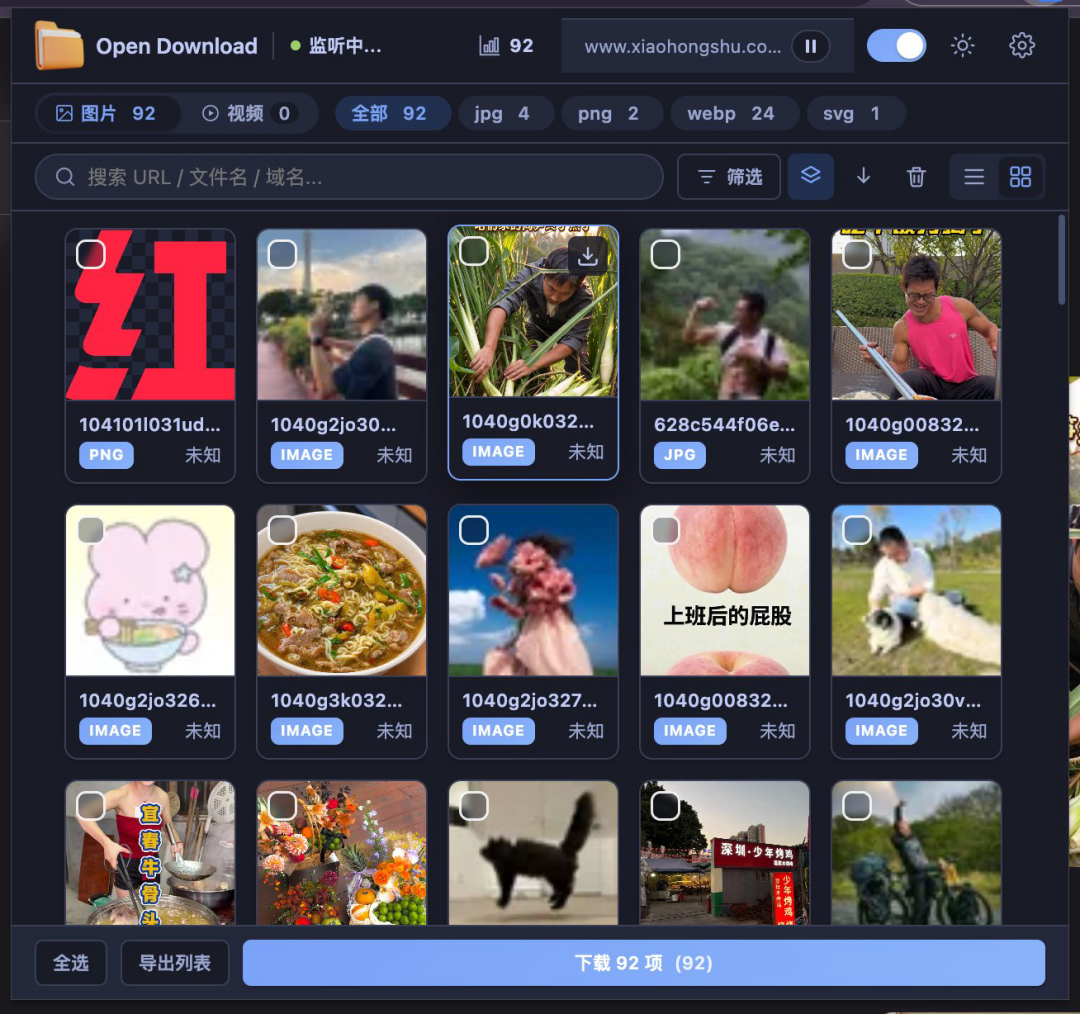 Open Download
监听中...
92
www.xiaohongshu.co...
图片 92
视频 0
全部 92
jpg 4
png 2
webp 24
svg 1
搜索 URL / 文件名 / 域名...
筛选
红
104101l031ud...
PNG 未知
1040g2jo30...
IMAGE 未知
1040g0k032...
IMAGE 未知
628c544f06e...
JPG 未知
1040g00832...
IMAGE 未知
1040g2jo326...
IMAGE 未知
1040g3k032...
IMAGE 未知
1040g2jo327...
IMAGE 未知
上班后的屁股
1040g00832...
IMAGE 未知
1040g2jo30v...
IMAGE 未知
宜春牛骨头
深圳·少年烤鸡
少年烤鸡
全选
导出列表
下载 92 项 (92)